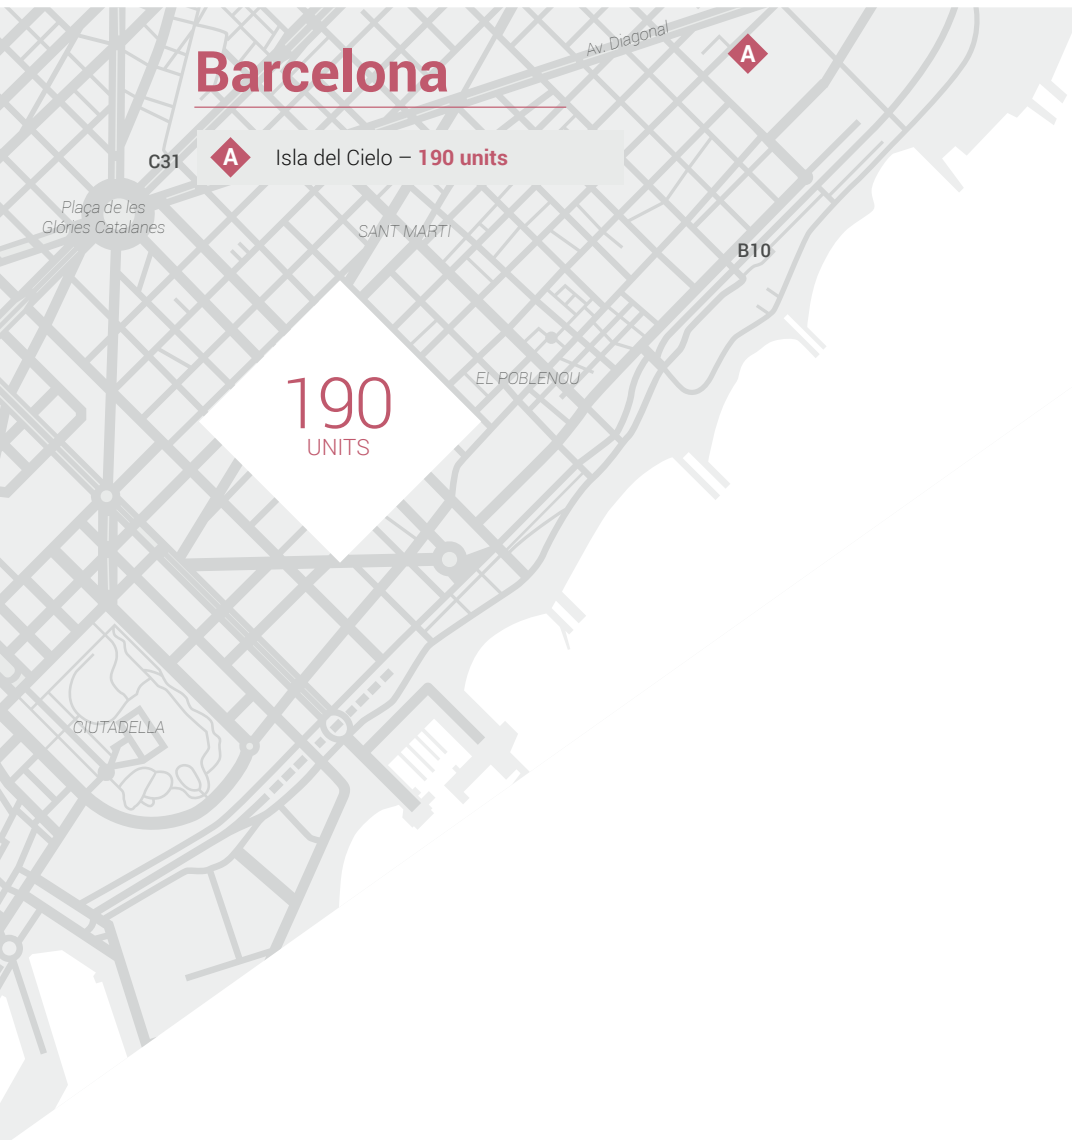 Av. Diagonal
A
Barcelona
C31
A Isla del Cielo – 190 units
Plaça de les
Glóries Catalanes
SANT MARTI
B10
190
UNITS
EL POBLENOU
CIUTADELLA